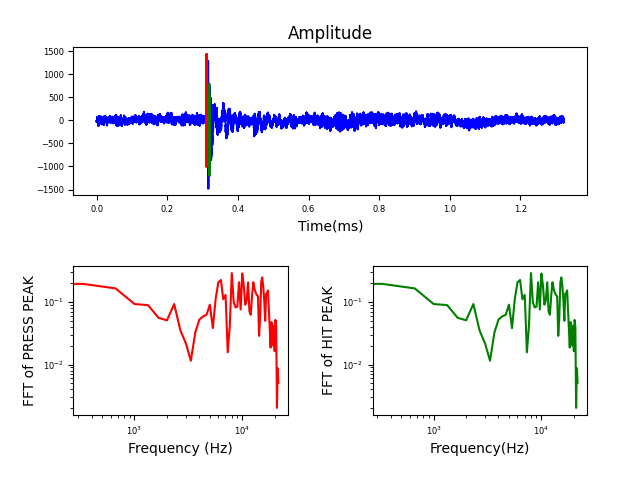 Amplitude
1500
1000
500
0
−500
−1000
−1500
0.0 0.2 0.4 0.6 0.8 1.0 1.2
Time(ms)
FFT of PRESS PEAK
10⁻¹
10⁻²
10³ 10⁴
Frequency (Hz)
FFT of HIT PEAK
10⁻¹
10⁻²
10³ 10⁴
Frequency(Hz)